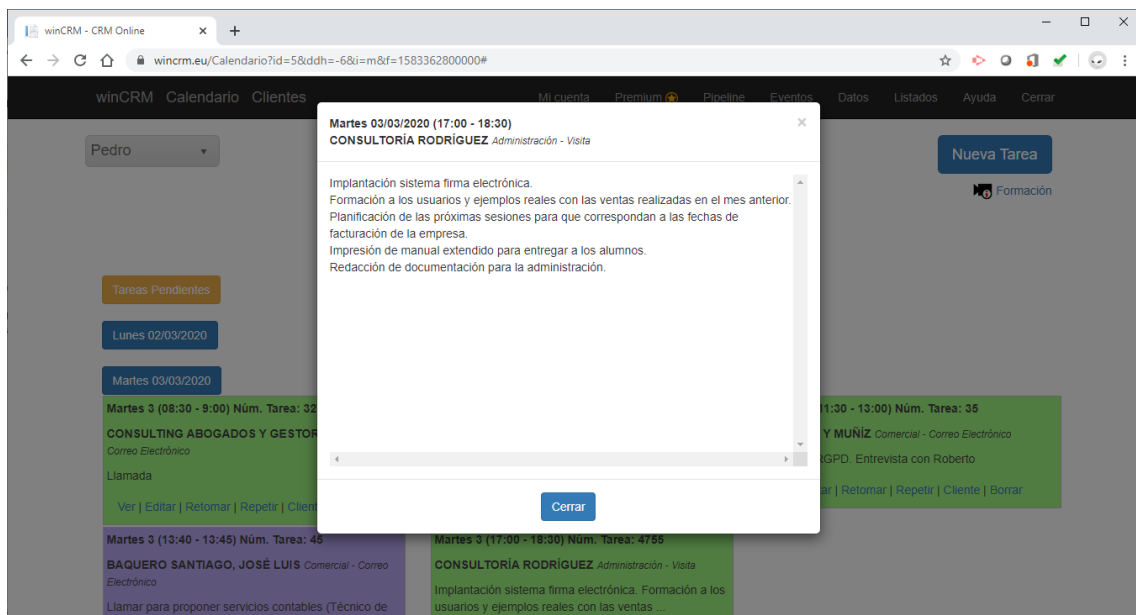 winCRM - CRM Online
wincrm.eu/Calendario?id=5&ddh=-6&i=m&f=1583362800000#
winCRM Calendario Clientes Mi cuenta Premium Pipeline Eventos Datos Listados Ayuda Cerrar
Pedro
Nueva Tarea
Formación
Martes 03/03/2020 (17:00 - 18:30)
CONSULTORÍA RODRÍGUEZ Administración - Visita
Implantación sistema firma electrónica.
Formación a los usuarios y ejemplos reales con las ventas realizadas en el mes anterior.
Planificación de las próximas sesiones para que correspondan a las fechas de
facturación de la empresa.
Impresión de manual extendido para entregar a los alumnos.
Redacción de documentación para la administración.
Cerrar
Tareas Pendientes
Lunes 02/03/2020
Martes 03/03/2020
Martes 3 (08:30 - 9:00) Núm. Tarea: 32
CONSULTING ABOGADOS Y GESTOR
Correo Electrónico
Llamada
Ver | Editar | Retomar | Repetir | Client
11:30 - 13:00) Núm. Tarea: 35
Y MUÑÍZ Comercial - Correo Electrónico
RGPD. Entrevista con Roberto
ar | Retomar | Repetir | Cliente | Borrar
Martes 3 (13:40 - 13:45) Núm. Tarea: 45
BAQUERO SANTIAGO, JOSÉ LUIS Comercial - Correo
Electrónico
Llamar para proponer servicios contables (Técnico de
Martes 3 (17:00 - 18:30) Núm. Tarea: 4755
CONSULTORÍA RODRÍGUEZ Administración - Visita
Implantación sistema firma electrónica. Formación a los
usuarios y ejemplos reales con las ventas ...